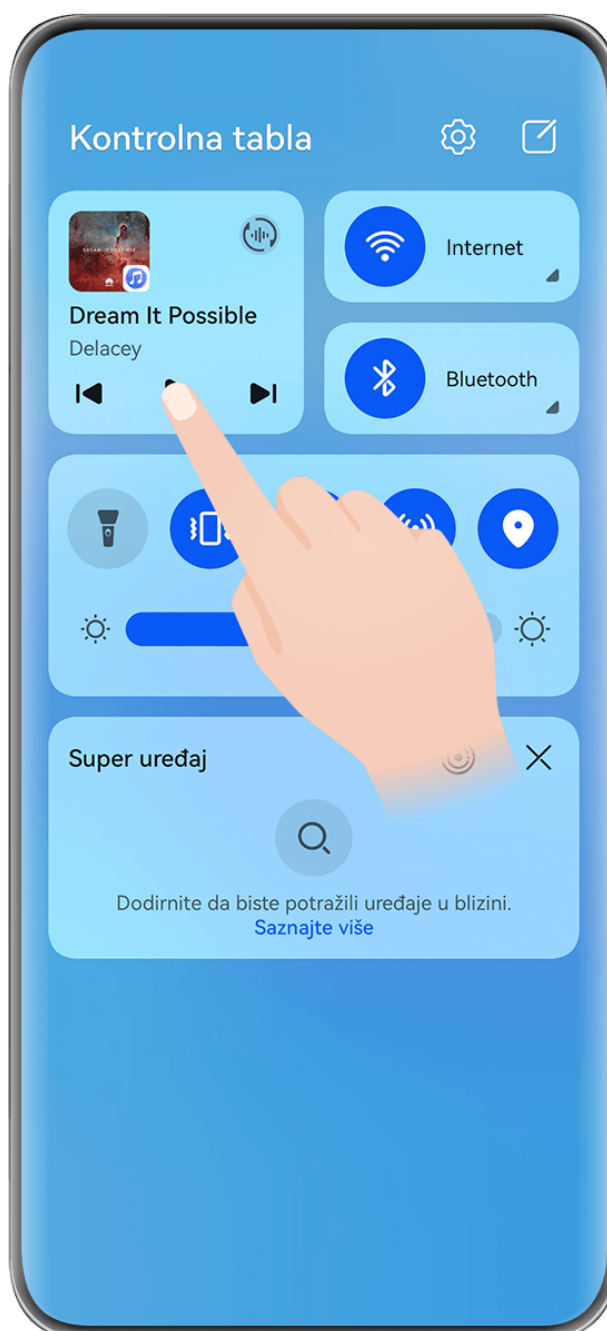 Kontrolna tabla
Internet
Dream It Possible
Delacey
Bluetooth
Super uređaj
Dodirnite da biste potražili uređaje u blizini.
Saznajte više